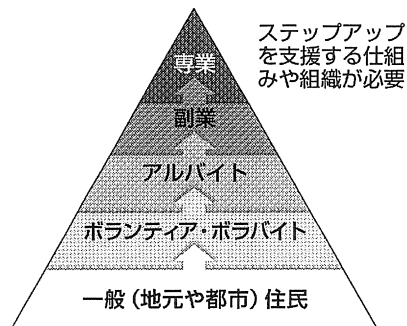 ステップアップ
を支援する仕組
みや組織が必要
専業
副業
アルバイト
ボランティア・ボラバイト
一般（地元や都市）住民